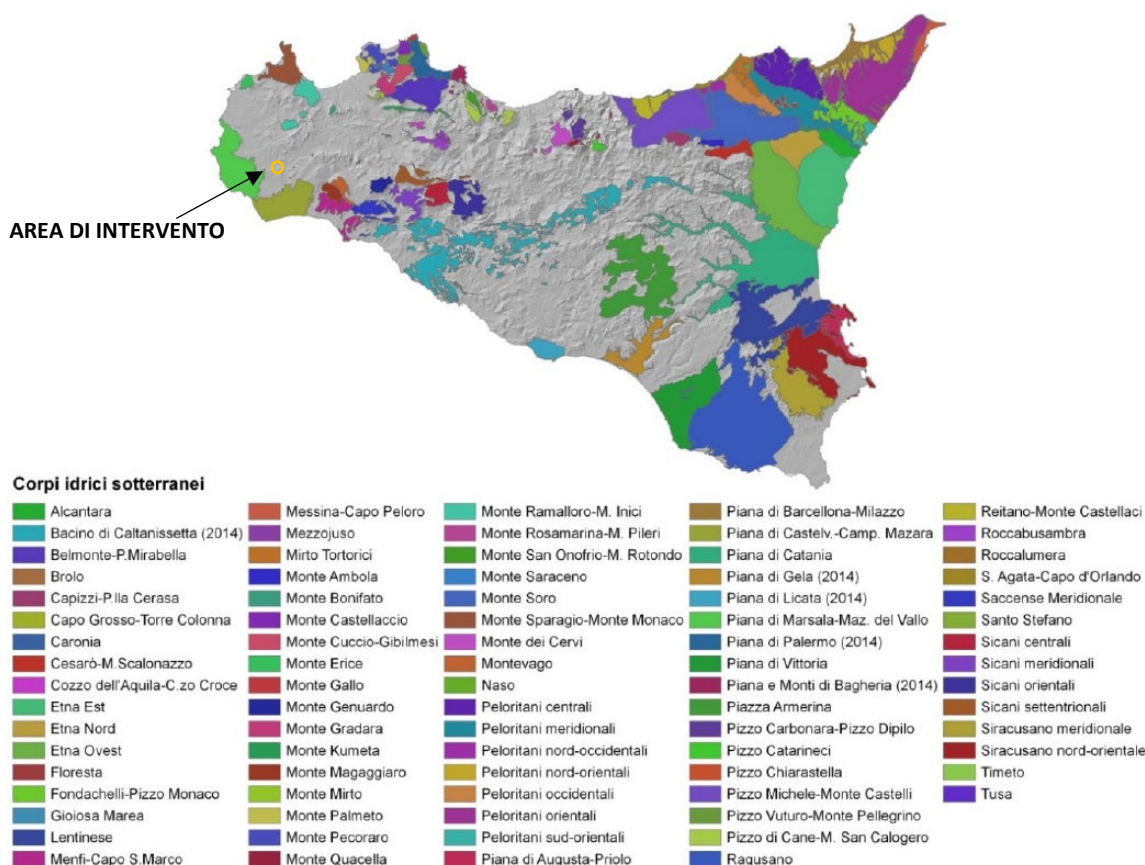 AREA DI INTERVENTO
Corpi idrici sotterranei
Alcantara
Bacino di Caltanissetta (2014)
Belmonte-P.Mirabella
Brolo
Capizzi-P.lla Cerasa
Capo Grosso-Torre Colonna
Caronia
Cesarò-M.Scalonazzo
Cozzo dell'Aquila-C.zo Croce
Etna Est
Etna Nord
Etna Ovest
Floresta
Fondachelli-Pizzo Monaco
Gioiosa Marea
Lentinese
Menfi-Capo S.Marco
Messina-Capo Peloro
Mezzojuso
Mirto Tortorici
Monte Ambola
Monte Bonifato
Monte Castellaccio
Monte Cuccio-Gibilmesi
Monte Erice
Monte Gallo
Monte Genuardo
Monte Gradara
Monte Kumeta
Monte Magaggiaro
Monte Mirto
Monte Palmeto
Monte Pecoraro
Monte Quacella
Monte Ramalloro-M. Inici
Monte Rosamarina-M. Pileri
Monte San Onofrio-M. Rotondo
Monte Saraceno
Monte Soro
Monte Sparagio-Monte Monaco
Monte dei Cervi
Montevago
Naso
Peloritani centrali
Peloritani meridionali
Peloritani nord-occidentali
Peloritani nord-orientali
Peloritani occidentali
Peloritani orientali
Peloritani sud-orientali
Piana di Augusta-Priolo
Piana di Barcellona-Milazzo
Piana di Castelv.-Camp. Mazara
Piana di Catania
Piana di Gela (2014)
Piana di Licata (2014)
Piana di Marsala-Maz. del Vallo
Piana di Palermo (2014)
Piana di Vittoria
Piana e Monti di Bagheria (2014)
Piazza Armerina
Pizzo Carbonara-Pizzo Dipilo
Pizzo Catarineci
Pizzo Chiarastella
Pizzo Michele-Monte Castelli
Pizzo Vuturo-Monte Pellegrino
Pizzo di Cane-M. San Calogero
Ragusano
Reitano-Monte Castellaci
Roccabusambra
Roccalumera
S. Agata-Capo d'Orlando
Saccense Meridionale
Santo Stefano
Sicani centrali
Sicani meridionali
Sicani orientali
Sicani settentrionali
Siracusano meridionale
Siracusano nord-orientale
Timeto
Tusa